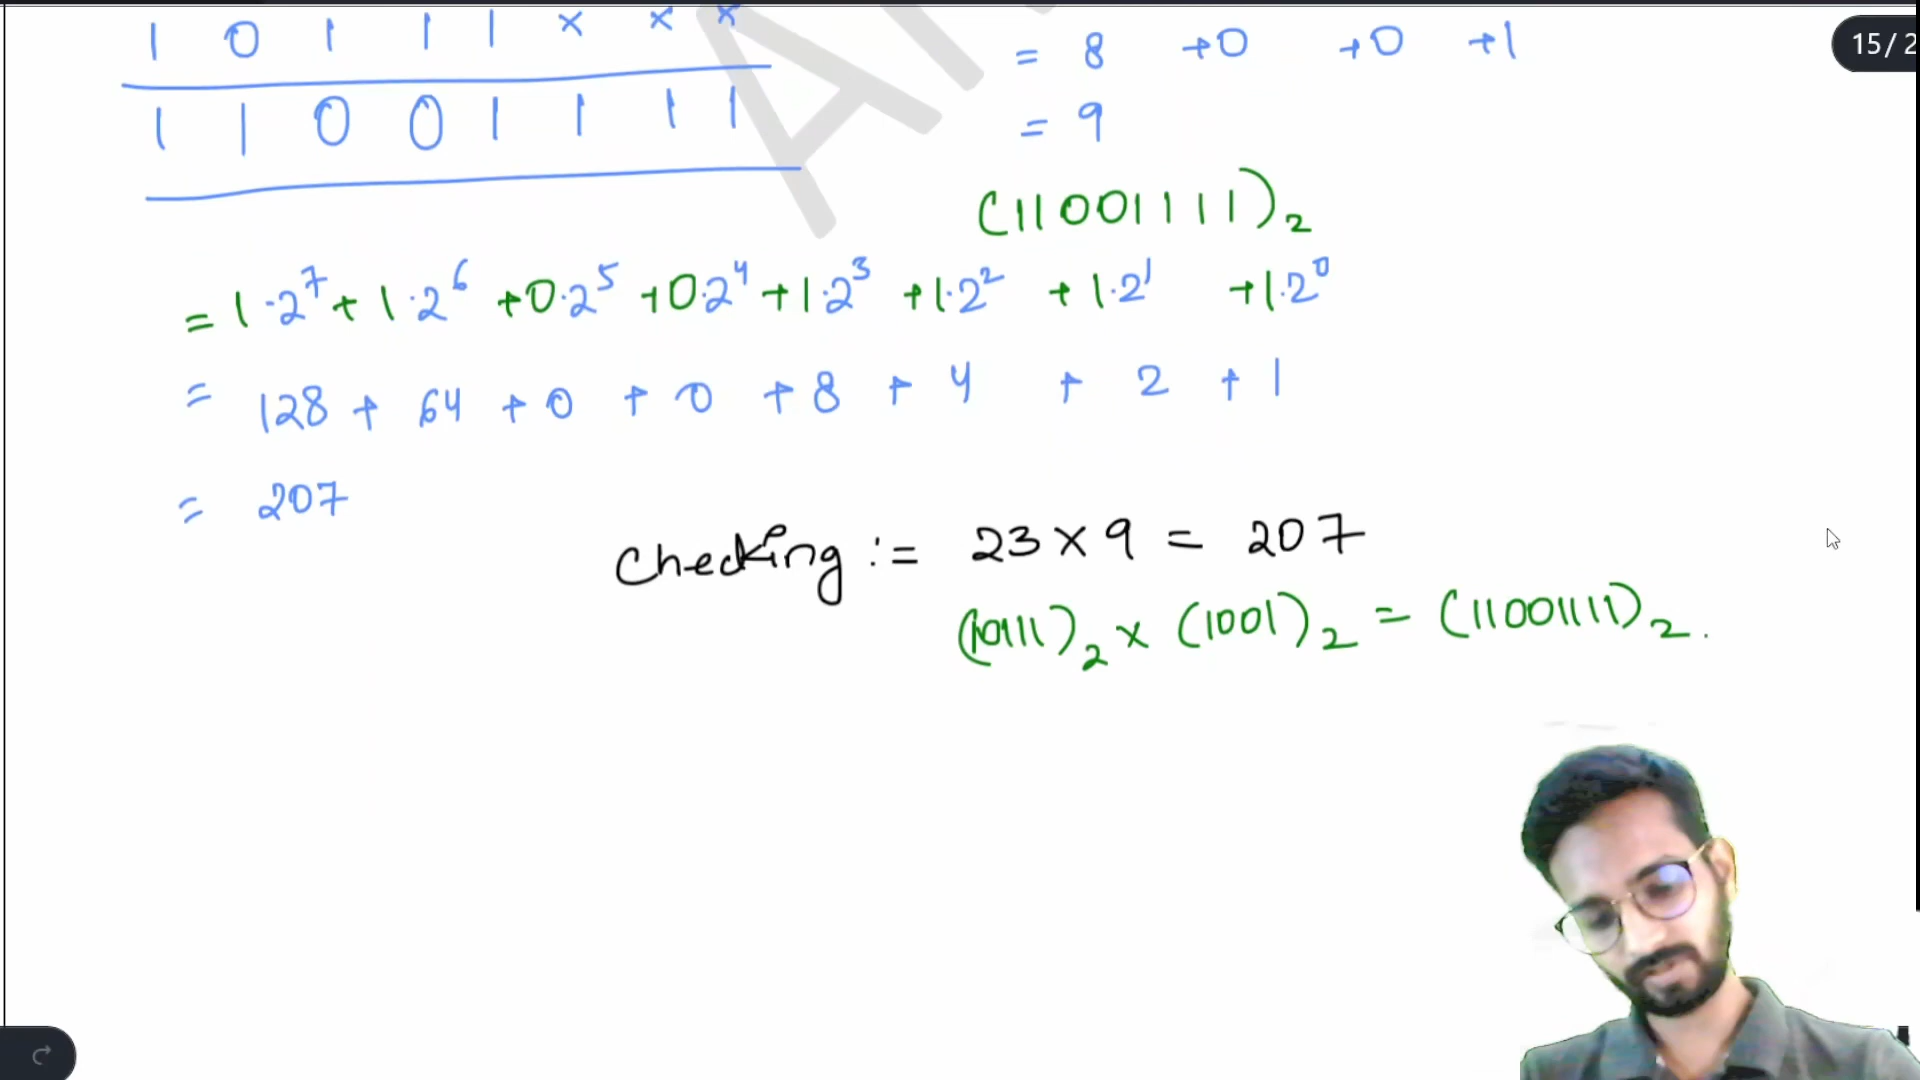 1 0 1 1 1 × × ×
= 8 +0 +0 +1
1 1 0 0 1 1 1 1
= 9
(11001111)₂
= 1·2⁷ + 1·2⁶ +0·2⁵ +0·2⁴ +1·2³ +1·2² + 1·2¹ +1·2⁰
= 128 + 64 + 0 + 0 + 8 + 4 + 2 + 1
= 207
Checking := 23 × 9 = 207
(10111)₂ × (1001)₂ = (11001111)₂.
15/2